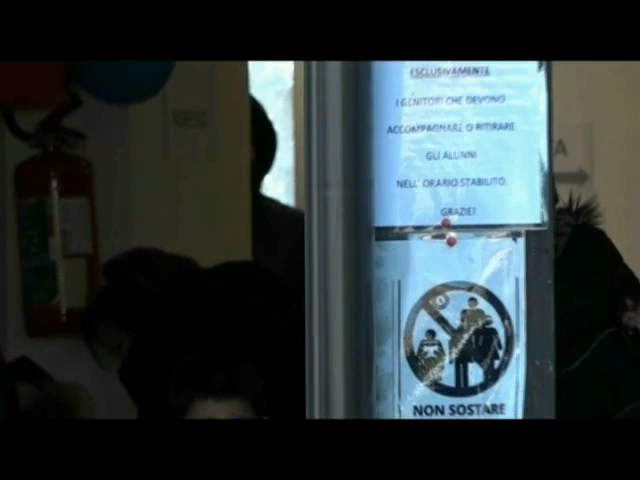 ESCLUSIVAMENTE
I GENITORI CHE DEVONO
ACCOMPAGNARE O RITIRARE
GLI ALUNNI
NELL' ORARIO STABILITO.
GRAZIE!
NON SOSTARE
A